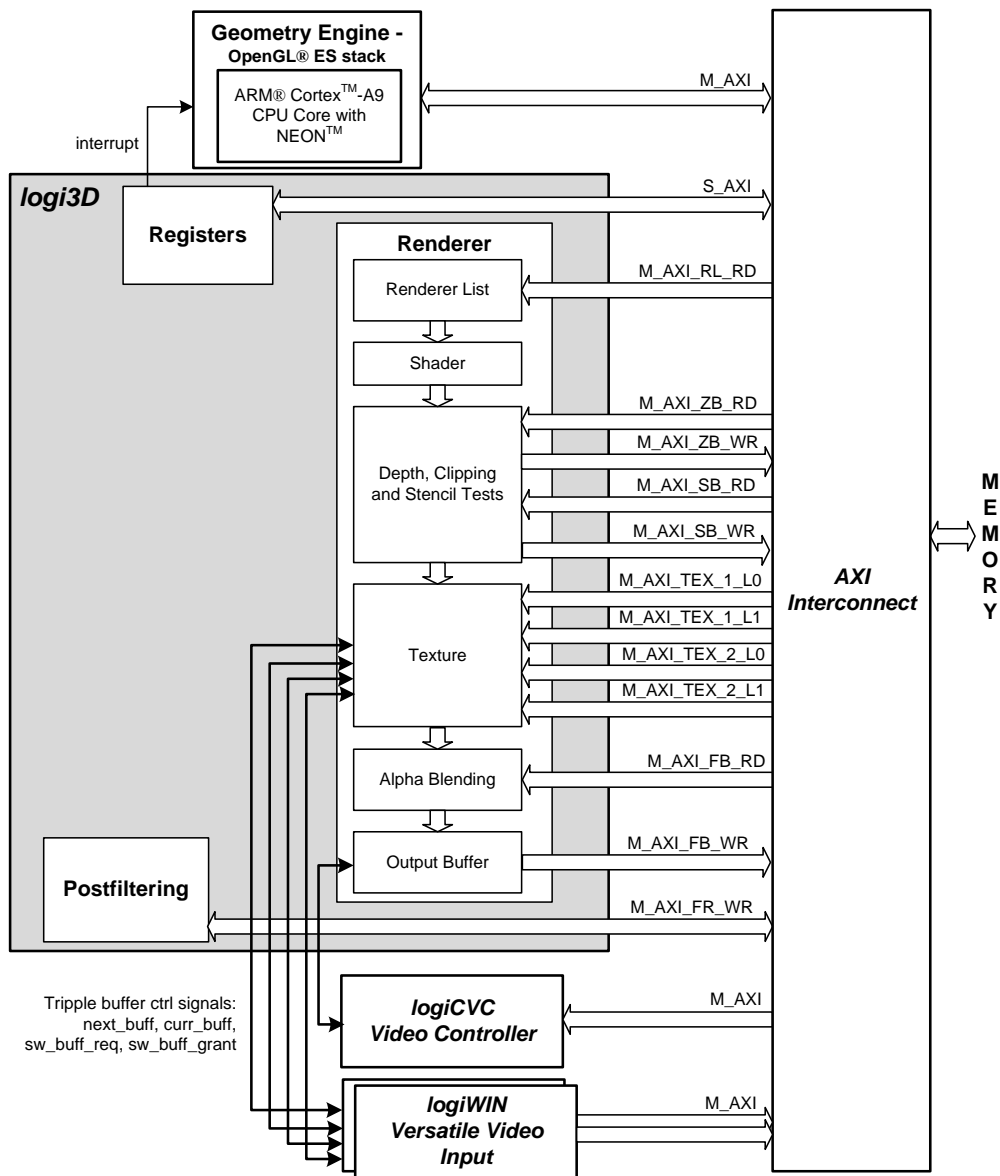 Geometry Engine -
OpenGL® ES stack
ARM® Cortex™-A9
CPU Core with
NEON™
M_AXI
interrupt
logi3D
S_AXI
Registers
Renderer
M_AXI_RL_RD
Renderer List
Shader
M_AXI_ZB_RD
M_AXI_ZB_WR
Depth, Clipping
and Stencil Tests
M_AXI_SB_RD
M_AXI_SB_WR
MEMORY
AXI
Interconnect
M_AXI_TEX_1_L0
M_AXI_TEX_1_L1
Texture
M_AXI_TEX_2_L0
M_AXI_TEX_2_L1
M_AXI_FB_RD
Alpha Blending
M_AXI_FB_WR
Output Buffer
Postfiltering
M_AXI_FR_WR
Tripple buffer ctrl signals:
next_buff, curr_buff,
sw_buff_req, sw_buff_grant
logiCVC
Video Controller
M_AXI
logiWIN
Versatile Video
Input
M_AXI